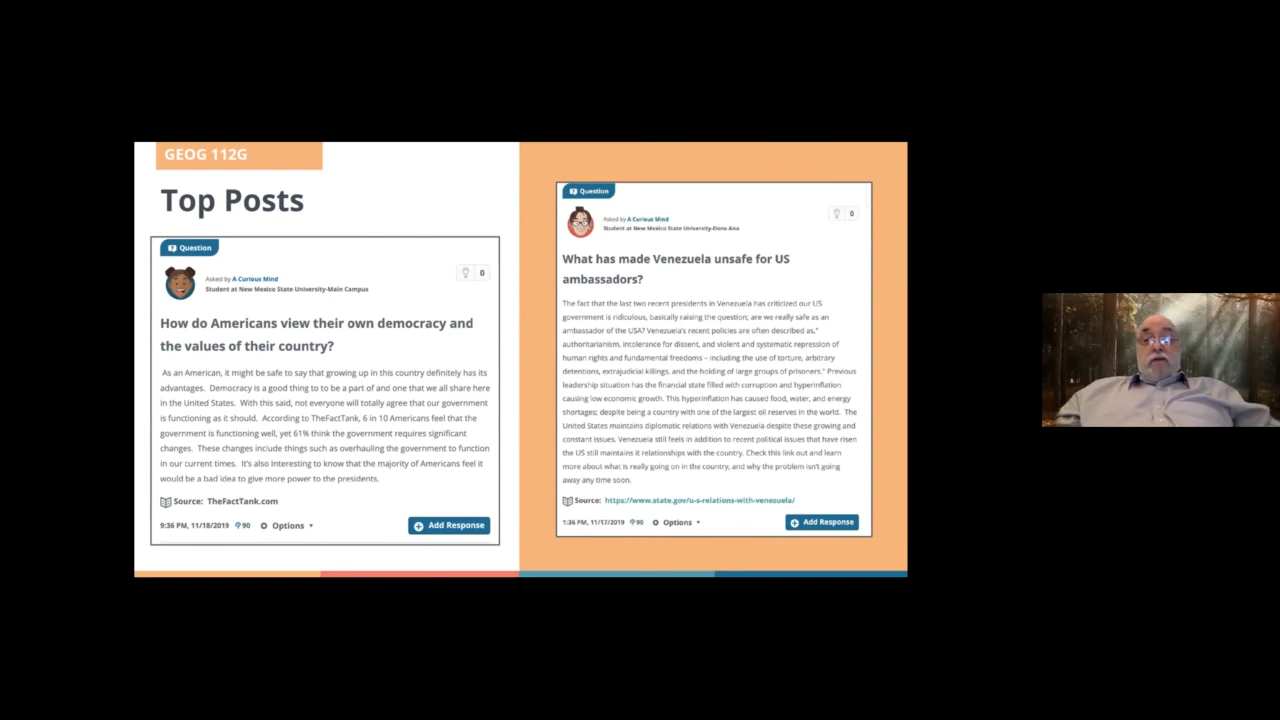 GEOG 112G
Top Posts
Question
Asked by A Curious Mind
Student at New Mexico State University-Main Campus
0
How do Americans view their own democracy and
the values of their country?
As an American, it might be safe to say that growing up in this country definitely has its
advantages. Democracy is a good thing to to be a part of and one that we all share here
in the United States. With this said, not everyone will totally agree that our government
is functioning as it should. According to TheFactTank, 6 in 10 Americans feel that the
government is functioning well, yet 61% think the government requires significant
changes. These changes include things such as overhauling the government to function
in our current times. It's also Interesting to know that the majority of Americans feel it
would be a bad idea to give more power to the presidents.
Source: TheFactTank.com
9:36 PM, 11/18/2019 90 Options
Add Response
Question
Asked by A Curious Mind
Student at New Mexico State University-Dona Ana
0
What has made Venezuela unsafe for US
ambassadors?
The fact that the last two recent presidents in Venezuela has criticized our US
government is ridiculous, basically raising the question; are we really safe as an
ambassador of the USA? Venezuela's recent policies are often described as,"
authoritarianism, intolerance for dissent, and violent and systematic repression of
human rights and fundamental freedoms – including the use of torture, arbitrary
detentions, extrajudicial killings, and the holding of large groups of prisoners." Previous
leadership situation has the financial state filled with corruption and hyperinflation
causing low economic growth. This hyperinflation has caused food, water, and energy
shortages; despite being a country with one of the largest oil reserves in the world. The
United States maintains diplomatic relations with Venezuela despite these growing and
constant issues. Venezuela still feels in addition to recent political issues that have risen
the US still maintains it relationships with the country. Check this link out and learn
more about what is really going on in the country, and why the problem isn't going
away any time soon.
Source: https://www.state.gov/u-s-relations-with-venezuela/
1:36 PM, 11/17/2019 90 Options
Add Response